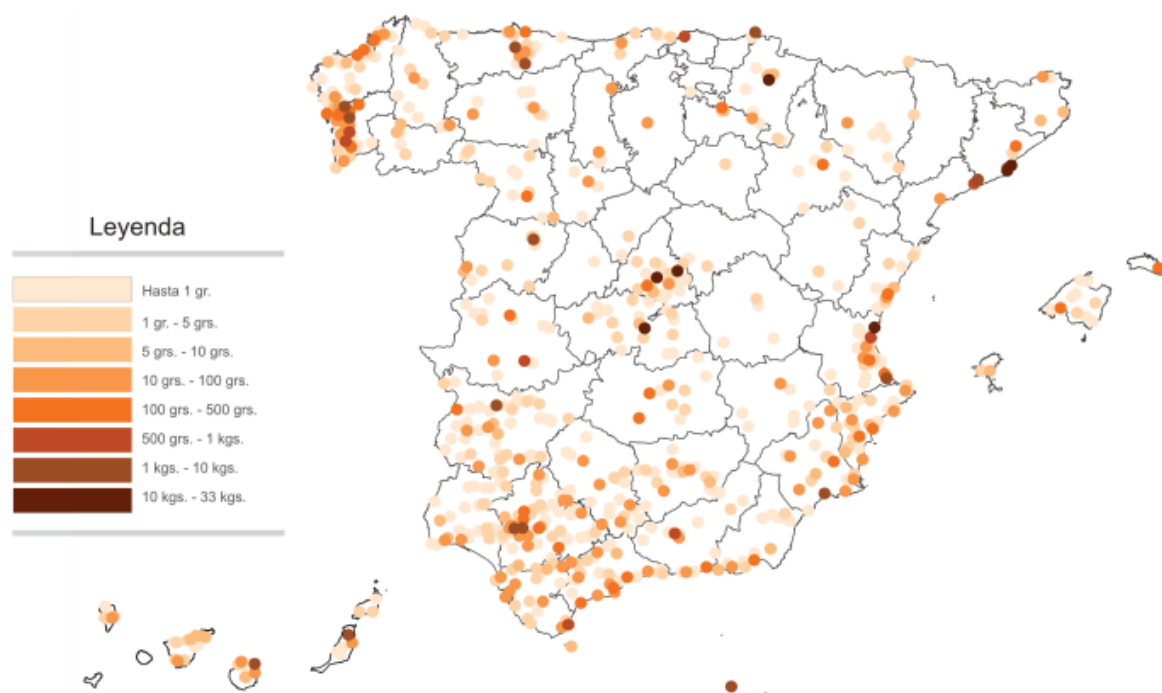 Leyenda
Hasta 1 gr.
1 gr. - 5 grs.
5 grs. - 10 grs.
10 grs. - 100 grs.
100 grs. - 500 grs.
500 grs. - 1 kgs.
1 kgs. - 10 kgs.
10 kgs. - 33 kgs.